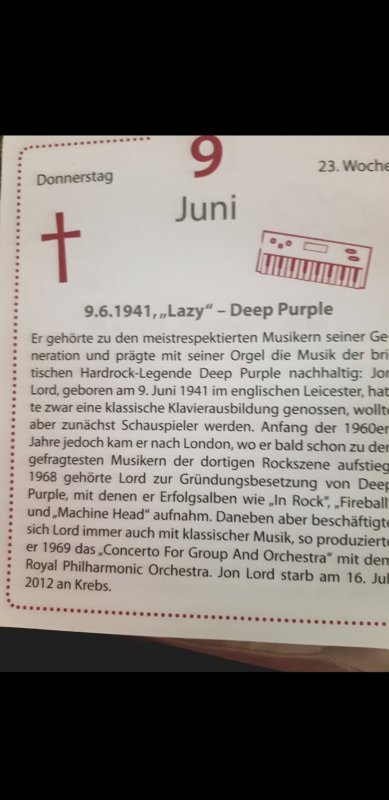 9
Donnerstag
23. Woche
Juni
9.6.1941, „Lazy“ – Deep Purple
Er gehörte zu den meistrespektierten Musikern seiner Ge-
neration und prägte mit seiner Orgel die Musik der bri-
tischen Hardrock-Legende Deep Purple nachhaltig: Jon
Lord, geboren am 9. Juni 1941 im englischen Leicester, hat-
te zwar eine klassische Klavierausbildung genossen, wollte
aber zunächst Schauspieler werden. Anfang der 1960er
Jahre jedoch kam er nach London, wo er bald schon zu den
gefragtesten Musikern der dortigen Rockszene aufstieg.
1968 gehörte Lord zur Gründungsbesetzung von Deep
Purple, mit denen er Erfolgsalben wie „In Rock“, „Fireball“
und „Machine Head“ aufnahm. Daneben aber beschäftigte
sich Lord immer auch mit klassischer Musik, so produzierte
er 1969 das „Concerto For Group And Orchestra“ mit dem
Royal Philharmonic Orchestra. Jon Lord starb am 16. Jul
2012 an Krebs.